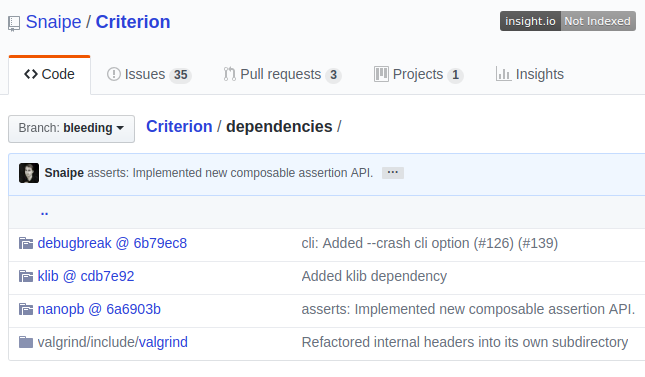 Snaipe / Criterion
insight.io Not Indexed
<> Code Issues 35 Pull requests 3 Projects 1 Insights
Branch: bleeding Criterion / dependencies /
Snaipe asserts: Implemented new composable assertion API. ...
..
debugbreak @ 6b79ec8 cli: Added --crash cli option (#126) (#139)
klib @ cdb7e92 Added klib dependency
nanopb @ 6a6903b asserts: Implemented new composable assertion API.
valgrind/include/valgrind Refactored internal headers into its own subdirectory